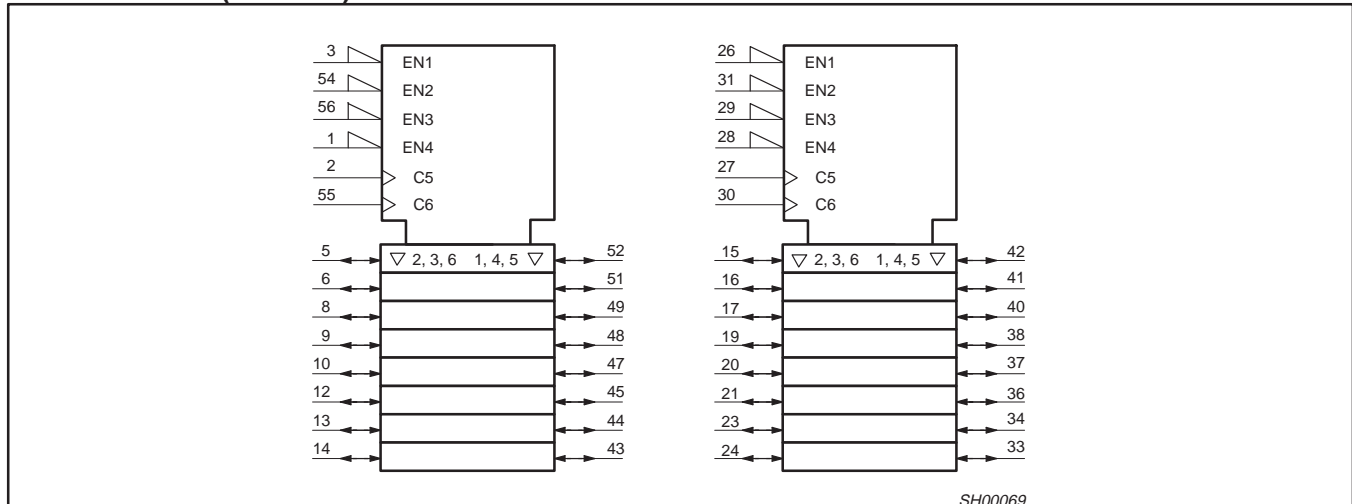 3 EN1
54 EN2
56 EN3
1 EN4
2 C5
55 C6
5 2, 3, 6 1, 4, 5 52
6 51
8 49
9 48
10 47
12 45
13 44
14 43
26 EN1
31 EN2
29 EN3
28 EN4
27 C5
30 C6
15 2, 3, 6 1, 4, 5 42
16 41
17 40
19 38
20 37
21 36
23 34
24 33
SH00069